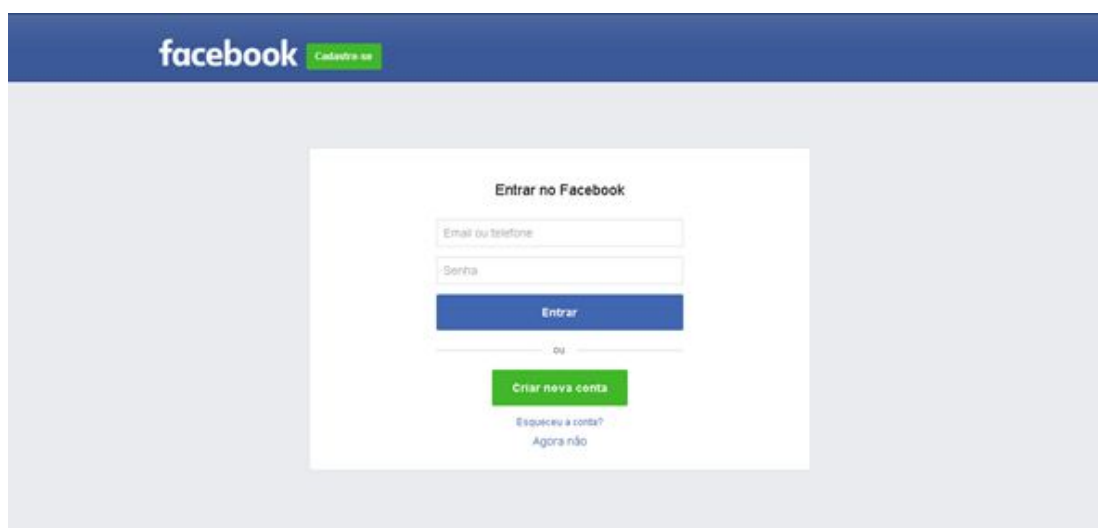 facebook Cadastre-se
Entrar no Facebook
Email ou telefone
Senha
Entrar
ou
Criar nova conta
Esqueceu a conta?
Agora não